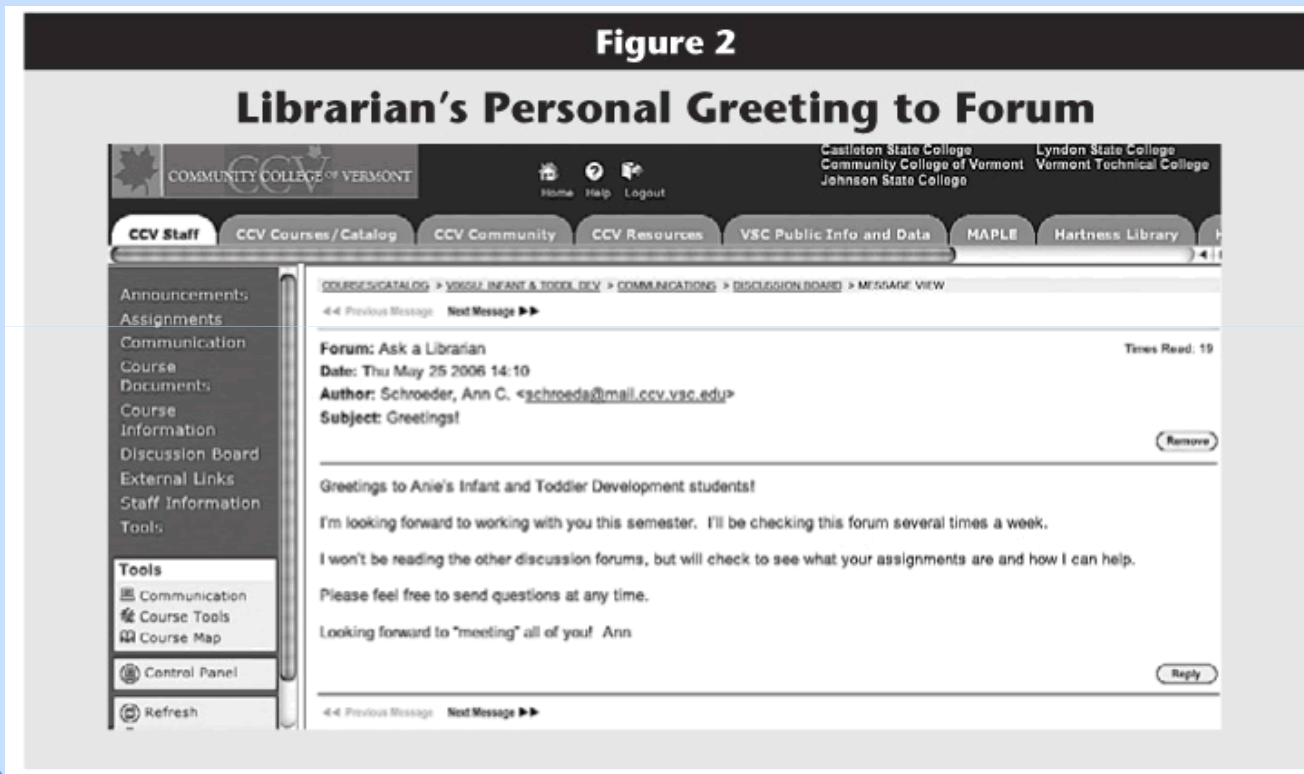 Figure 2
Librarian's Personal Greeting to Forum
COMMUNITY COLLEGE OF VERMONT
CCV
Home Help Logout
Castleton State College Lyndon State College
Community College of Vermont Vermont Technical College
Johnson State College
CCV Staff CCV Courses/Catalog CCV Community CCV Resources VSC Public Info and Data MAPLE Hartness Library
Announcements
Assignments
Communication
Course
Documents
Course
Information
Discussion Board
External Links
Staff Information
Tools
Tools
Communication
Course Tools
Course Map
Control Panel
Refresh
COURSES/CATALOG > V06SU: INFANT & TODDL DEV > COMMUNICATIONS > DISCUSSION BOARD > MESSAGE VIEW
Previous Message Next Message
Forum: Ask a Librarian Times Read: 19
Date: Thu May 25 2006 14:10
Author: Schroeder, Ann C. <schroeda@mail.ccv.vsc.edu>
Subject: Greetings!
Remove
Greetings to Anie's Infant and Toddler Development students!
I'm looking forward to working with you this semester. I'll be checking this forum several times a week.
I won't be reading the other discussion forums, but will check to see what your assignments are and how I can help.
Please feel free to send questions at any time.
Looking forward to "meeting" all of you! Ann
Reply
Previous Message Next Message